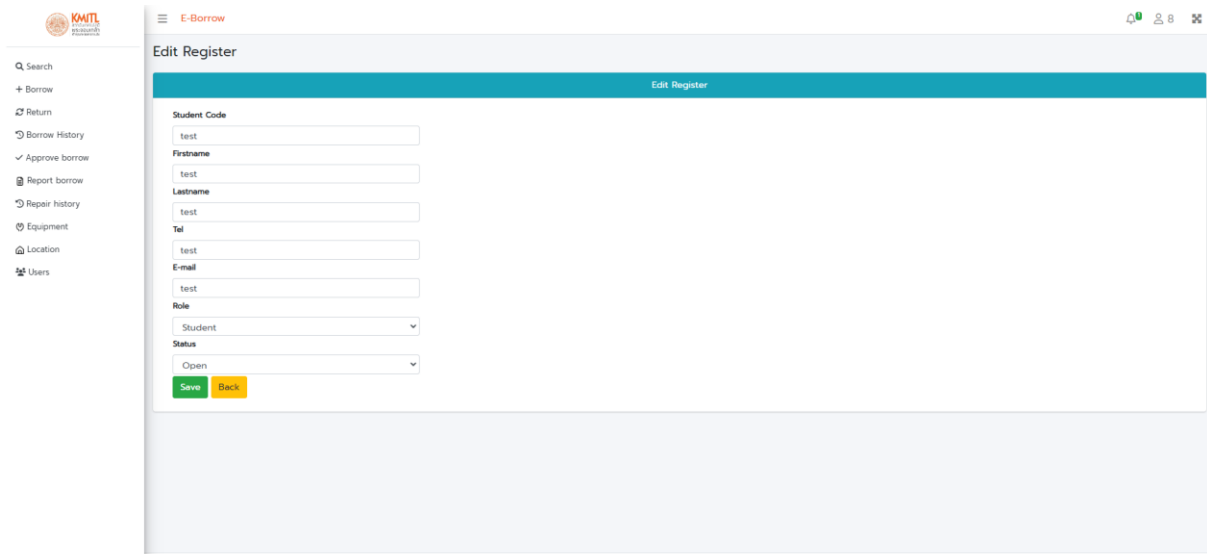 KMITL
E-Borrow
8
Edit Register
Search
Borrow
Return
Borrow History
Approve borrow
Report borrow
Repair history
Equipment
Location
Users
Edit Register
Student Code
test
Firstname
test
Lastname
test
Tel
test
E-mail
test
Role
Student
Status
Open
Save Back